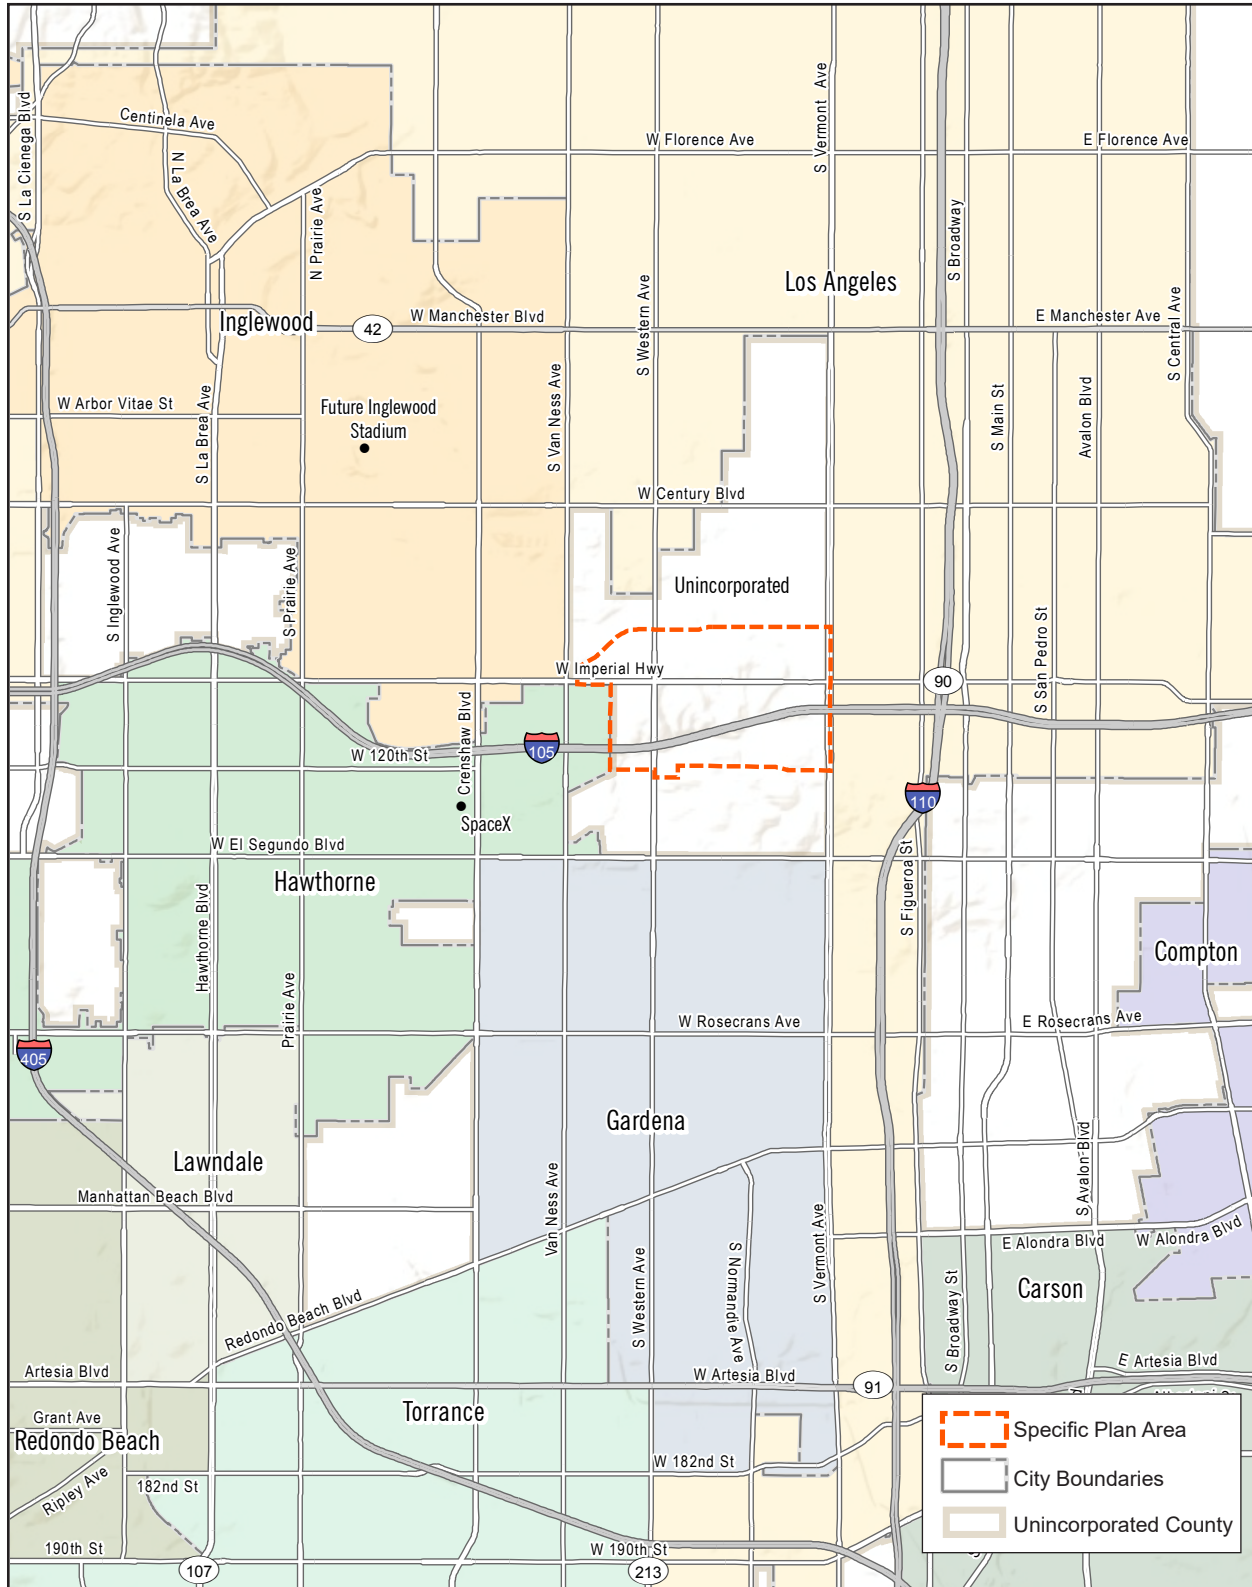 S La Cienega Blvd
Centinela Ave
N La Brea Ave
N Prairie Ave
W Florence Ave
S Vermont Ave
E Florence Ave
S Broadway
Los Angeles
S Western Ave
Inglewood
42
W Manchester Blvd
E Manchester Ave
S Central Ave
W Arbor Vitae St
S La Brea Ave
Future Inglewood
Stadium
S Van Ness Ave
S Main St
Avalon Blvd
W Century Blvd
S Inglewood Ave
S Prairie Ave
Unincorporated
W Imperial Hwy
90
S San Pedro St
Crenshaw Blvd
W 120th St
105
110
SpaceX
W El Segundo Blvd
Hawthorne
S Figueroa St
Hawthorne Blvd
Compton
Prairie Ave
W Rosecrans Ave
E Rosecrans Ave
405
Gardena
Lawndale
Manhattan Beach Blvd
Van Ness Ave
S Avalon Blvd
S Vermont Ave
E Alondra Blvd
W Alondra Blvd
S Western Ave
S Normandie Ave
Carson
S Broadway St
Redondo Beach Blvd
Artesia Blvd
W Artesia Blvd
91
E Artesia Blvd
Grant Ave
Redondo Beach
Torrance
Ripley Ave
182nd St
W 182nd St
190th St
W 190th St
107
213
Specific Plan Area
City Boundaries
Unincorporated County